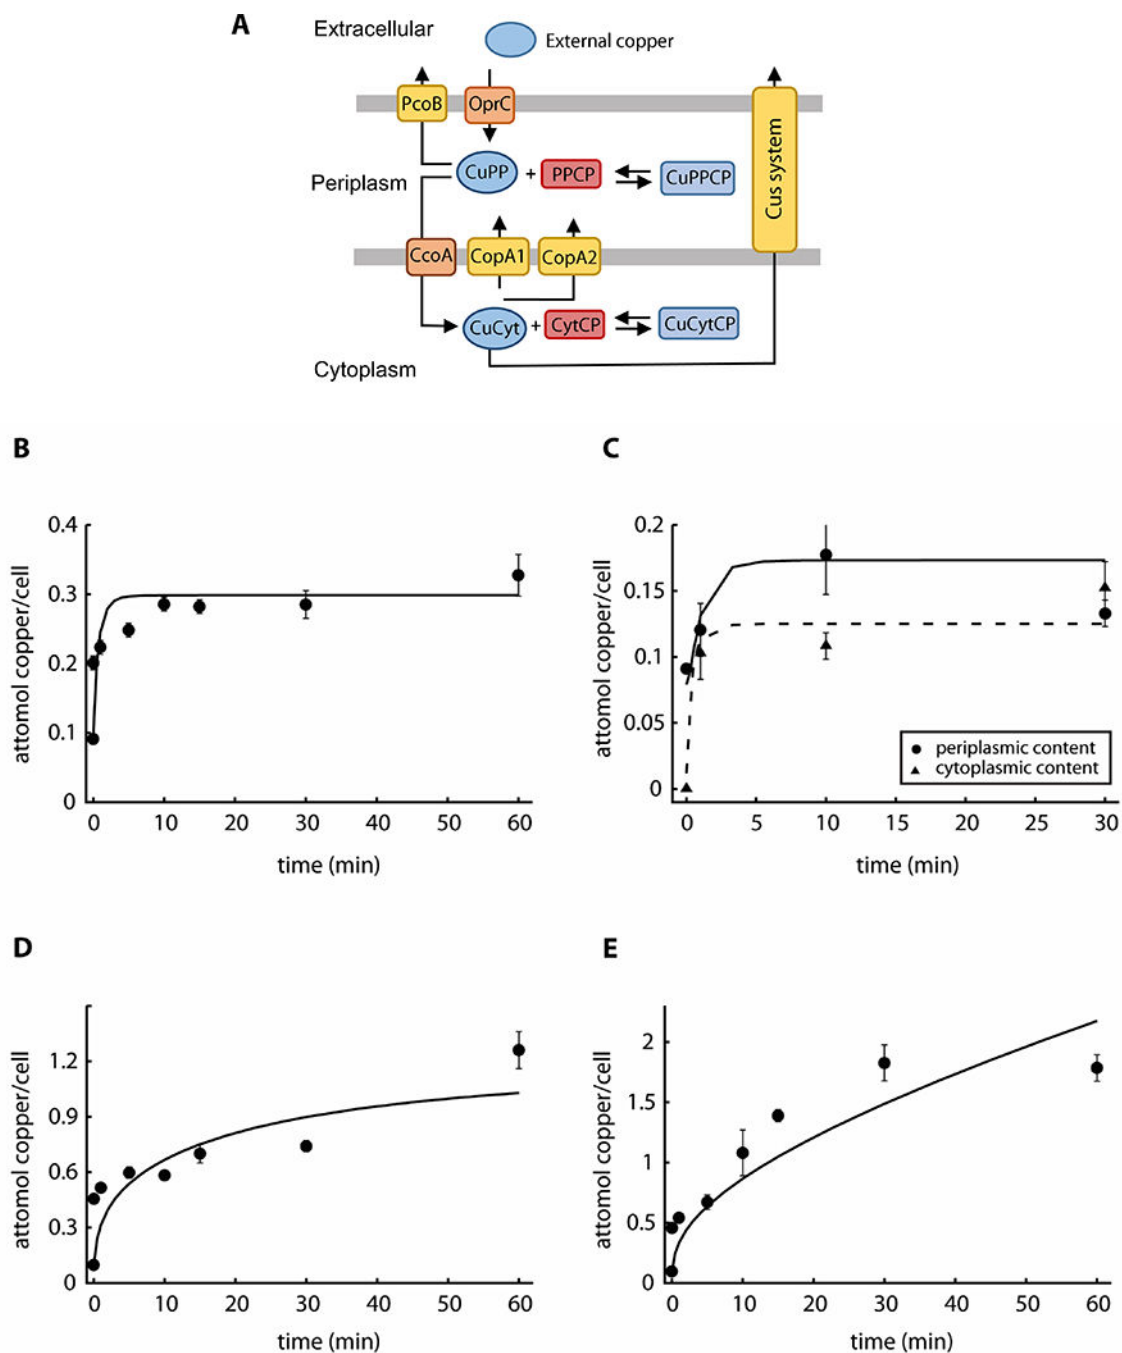 A
Extracellular
External copper
PcoB
OprC
Periplasm
CuPP + PPCP
CuPPCP
Cus system
CcoA
CopA1
CopA2
CuCyt + CytCP
CuCytCP
Cytoplasm
B
attomol copper/cell
0.4
0.3
0.2
0.1
0
0 10 20 30 40 50 60
time (min)
C
attomol copper/cell
0.2
0.15
0.1
0.05
0
periplasmic content
cytoplasmic content
0 5 10 15 20 25 30
time (min)
D
attomol copper/cell
1.2
0.9
0.6
0.3
0
0 10 20 30 40 50 60
time (min)
E
attomol copper/cell
2
1.5
1
0.5
0
0 10 20 30 40 50 60
time (min)